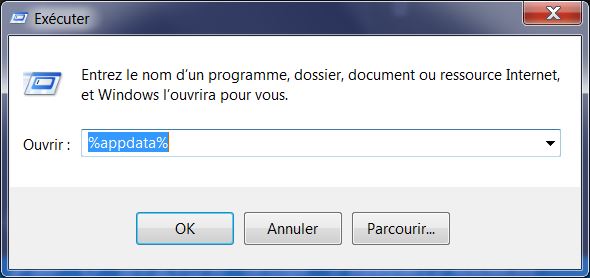 Exécuter
Entrez le nom d'un programme, dossier, document ou ressource Internet,
et Windows l'ouvrira pour vous.
Ouvrir : %appdata%
OK Annuler Parcourir...